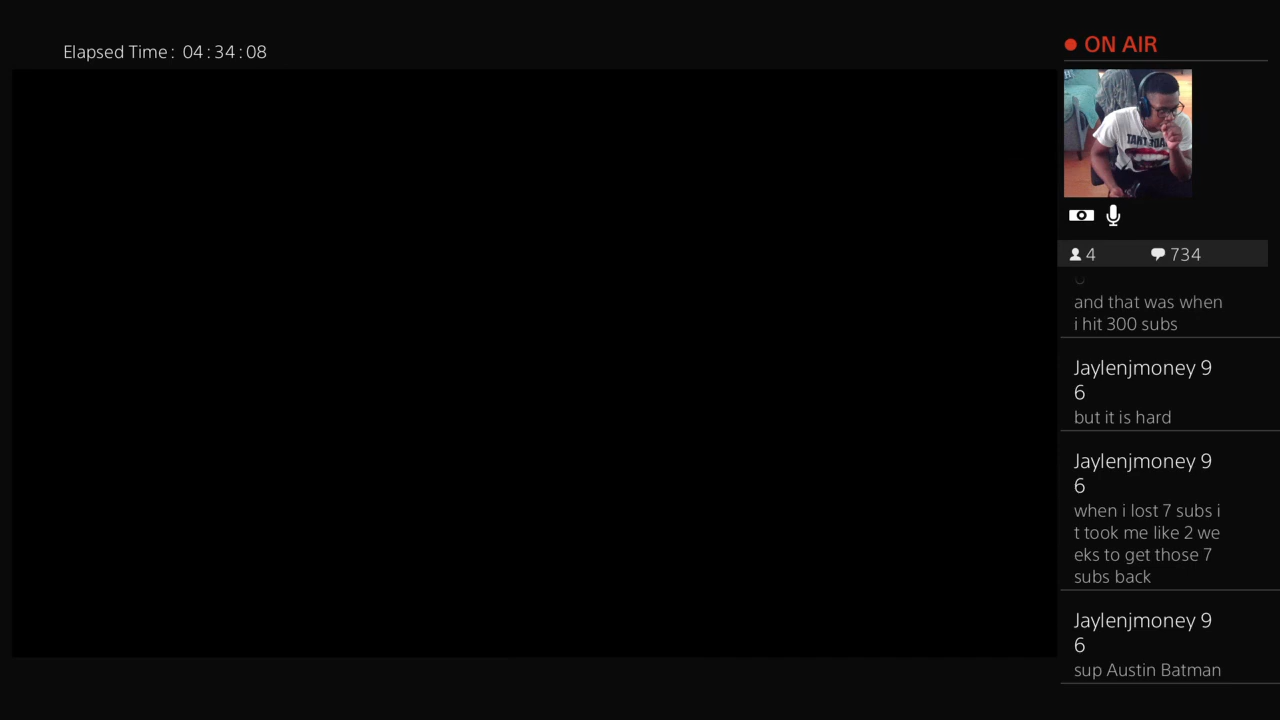 Elapsed Time: 04:34:08
ON AIR
4 734
and that was when
i hit 300 subs
Jaylenjmoney 9
6
but it is hard
Jaylenjmoney 9
6
when i lost 7 subs i
t took me like 2 we
eks to get those 7
subs back
Jaylenjmoney 9
6
sup Austin Batman